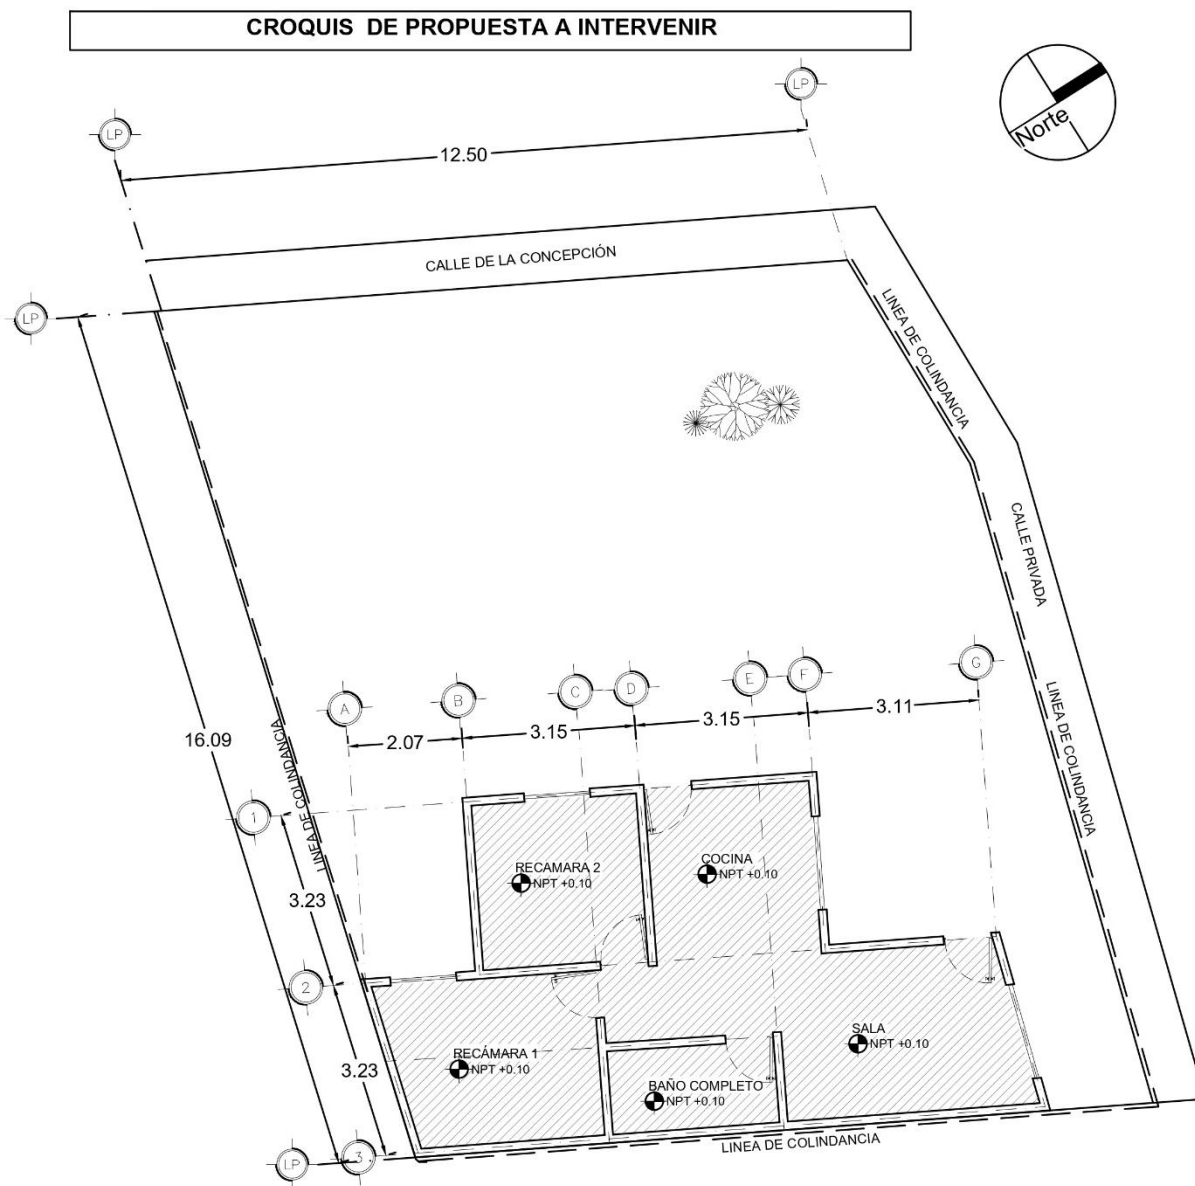 CROQUIS DE PROPUESTA A INTERVENIR
LP
LP
12.50
Norte
CALLE DE LA CONCEPCIÓN
LP
LINEA DE COLINDANCIA
CALLE PRIVADA
LINEA DE COLINDANCIA
A
B
C
D
E
F
G
16.09
LINEA DE COLINDANCIA
2.07
3.15
3.15
3.11
1
3.23
RECAMARA 2
NPT +0.10
COCINA
NPT +0.10
2
3.23
RECÁMARA 1
NPT +0.10
SALA
NPT +0.10
BAÑO COMPLETO
NPT +0.10
LP
3
LINEA DE COLINDANCIA